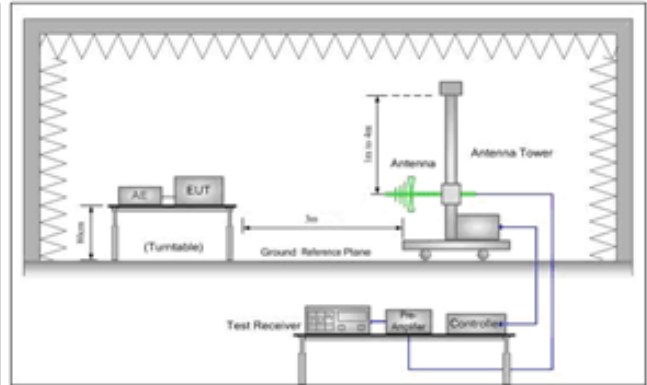 1m to 4m
Antenna
Antenna Tower
AE
EUT
80cm
3m
(Turntable)
Ground Reference Plane
Test Receiver
Pre-
Amplifier
Controller